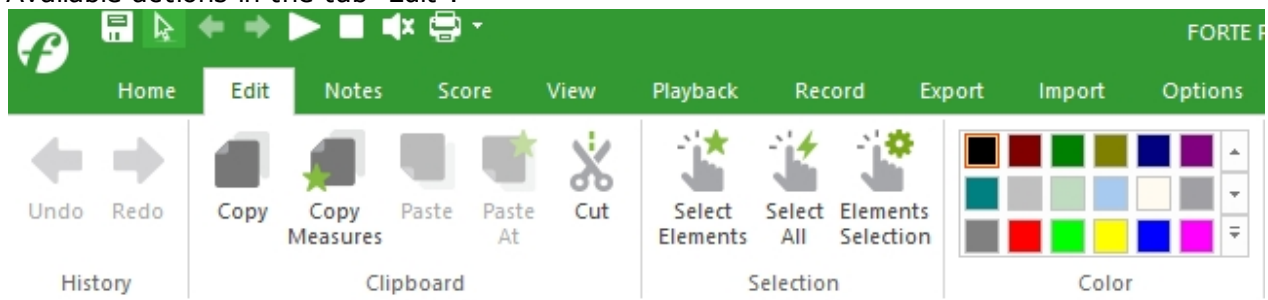 Available actions in the tab "Edit":
FORTE P
Home Edit Notes Score View Playback Record Export Import Options
Undo Redo Copy Copy Measures Paste Paste At Cut Select Elements Select All Elements Selection
History Clipboard Selection Color